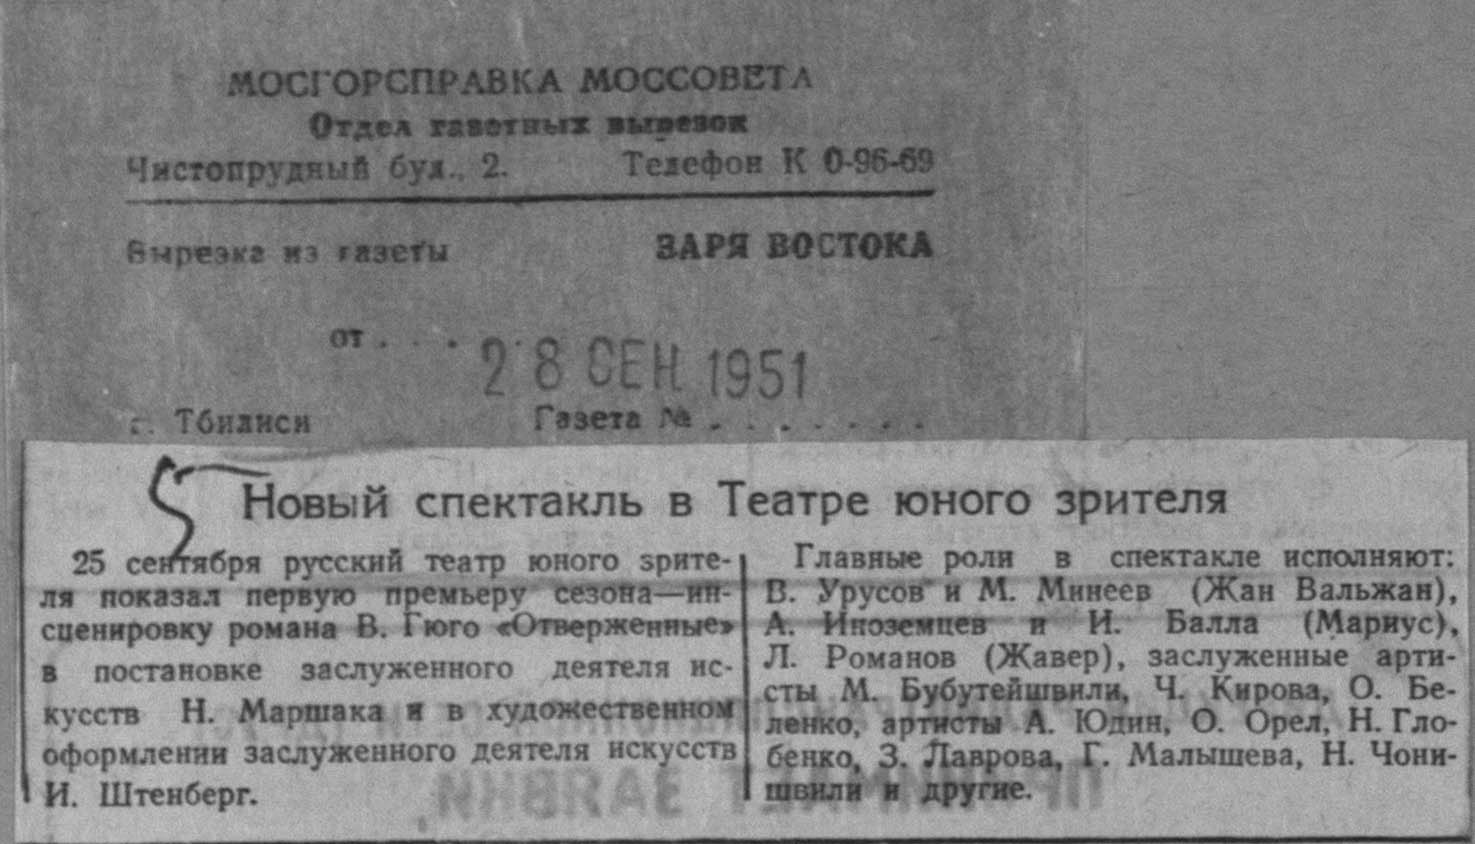 МОСГОРСПРАВКА МОССОВЕТА
Отдел газетных вырезок
Чистопрудный бул., 2. Телефон К 0-96-69
Вырезка из газеты ЗАРЯ ВОСТОКА
от . . . .
28 СЕН 1951
г. Тбилиси Газета № . . . . . . .
Новый спектакль в Театре юного зрителя
25 сентября русский театр юного зрите-
ля показал первую премьеру сезона—ин-
сценировку романа В. Гюго «Отверженные»
в постановке заслуженного деятеля ис-
кусств Н. Маршака и в художественном
оформлении заслуженного деятеля искусств
И. Штенберг.
Главные роли в спектакле исполняют:
В. Урусов и М. Минеев (Жан Вальжан),
А. Иноземцев и И. Балла (Мариус),
Л. Романов (Жавер), заслуженные арти-
сты М. Бубутейшвили, Ч. Кирова, О. Бе-
ленко, артисты А. Юдин, О. Орел, Н. Гло-
бенко, З. Лаврова, Г. Малышева, Н. Чони-
швили и другие.